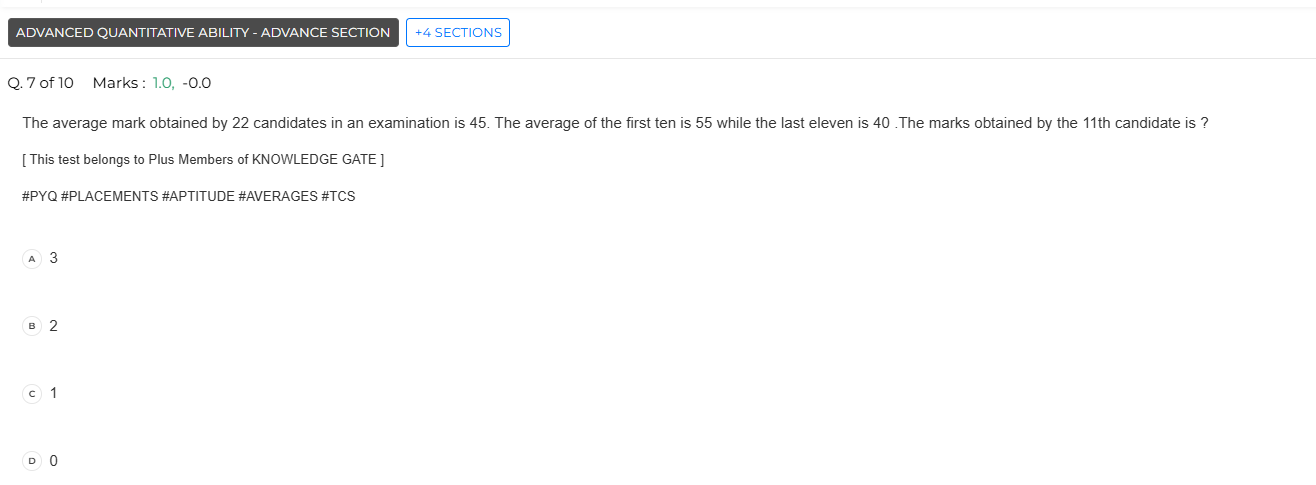 ADVANCED QUANTITATIVE ABILITY - ADVANCE SECTION +4 SECTIONS
Q. 7 of 10 Marks : 1.0, -0.0
The average mark obtained by 22 candidates in an examination is 45. The average of the first ten is 55 while the last eleven is 40 .The marks obtained by the 11th candidate is ?
[ This test belongs to Plus Members of KNOWLEDGE GATE ]
#PYQ #PLACEMENTS #APTITUDE #AVERAGES #TCS
A 3
B 2
C 1
D 0